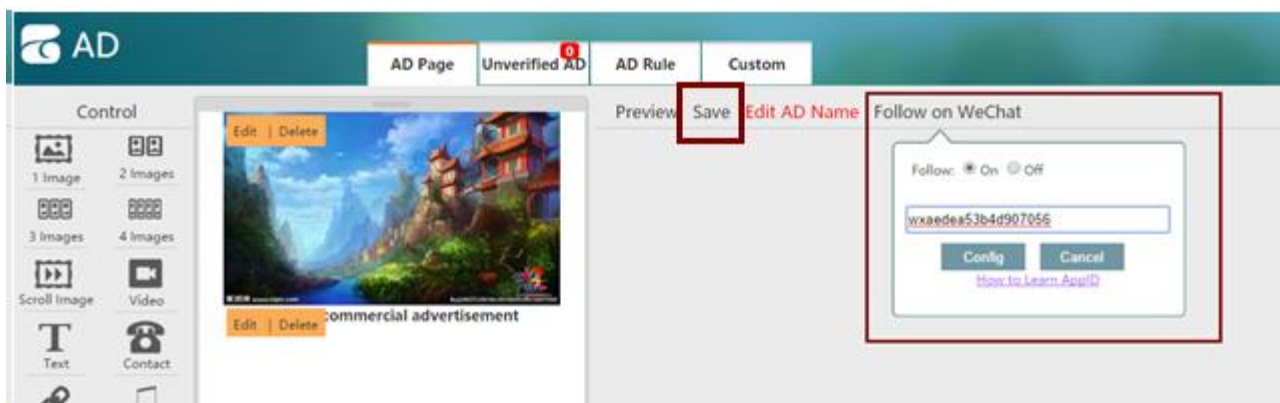 AD
AD Page
Unverified AD
0
AD Rule
Custom
Control
Preview
Save
Edit AD Name
Follow on WeChat
Edit | Delete
1 Image
2 Images
Follow: On Off
wxaedea53b4d907056
3 Images
4 Images
Config
Cancel
How to Learn AppID
Scroll Image
Video
Edit | Delete
commercial advertisement
Text
Contact